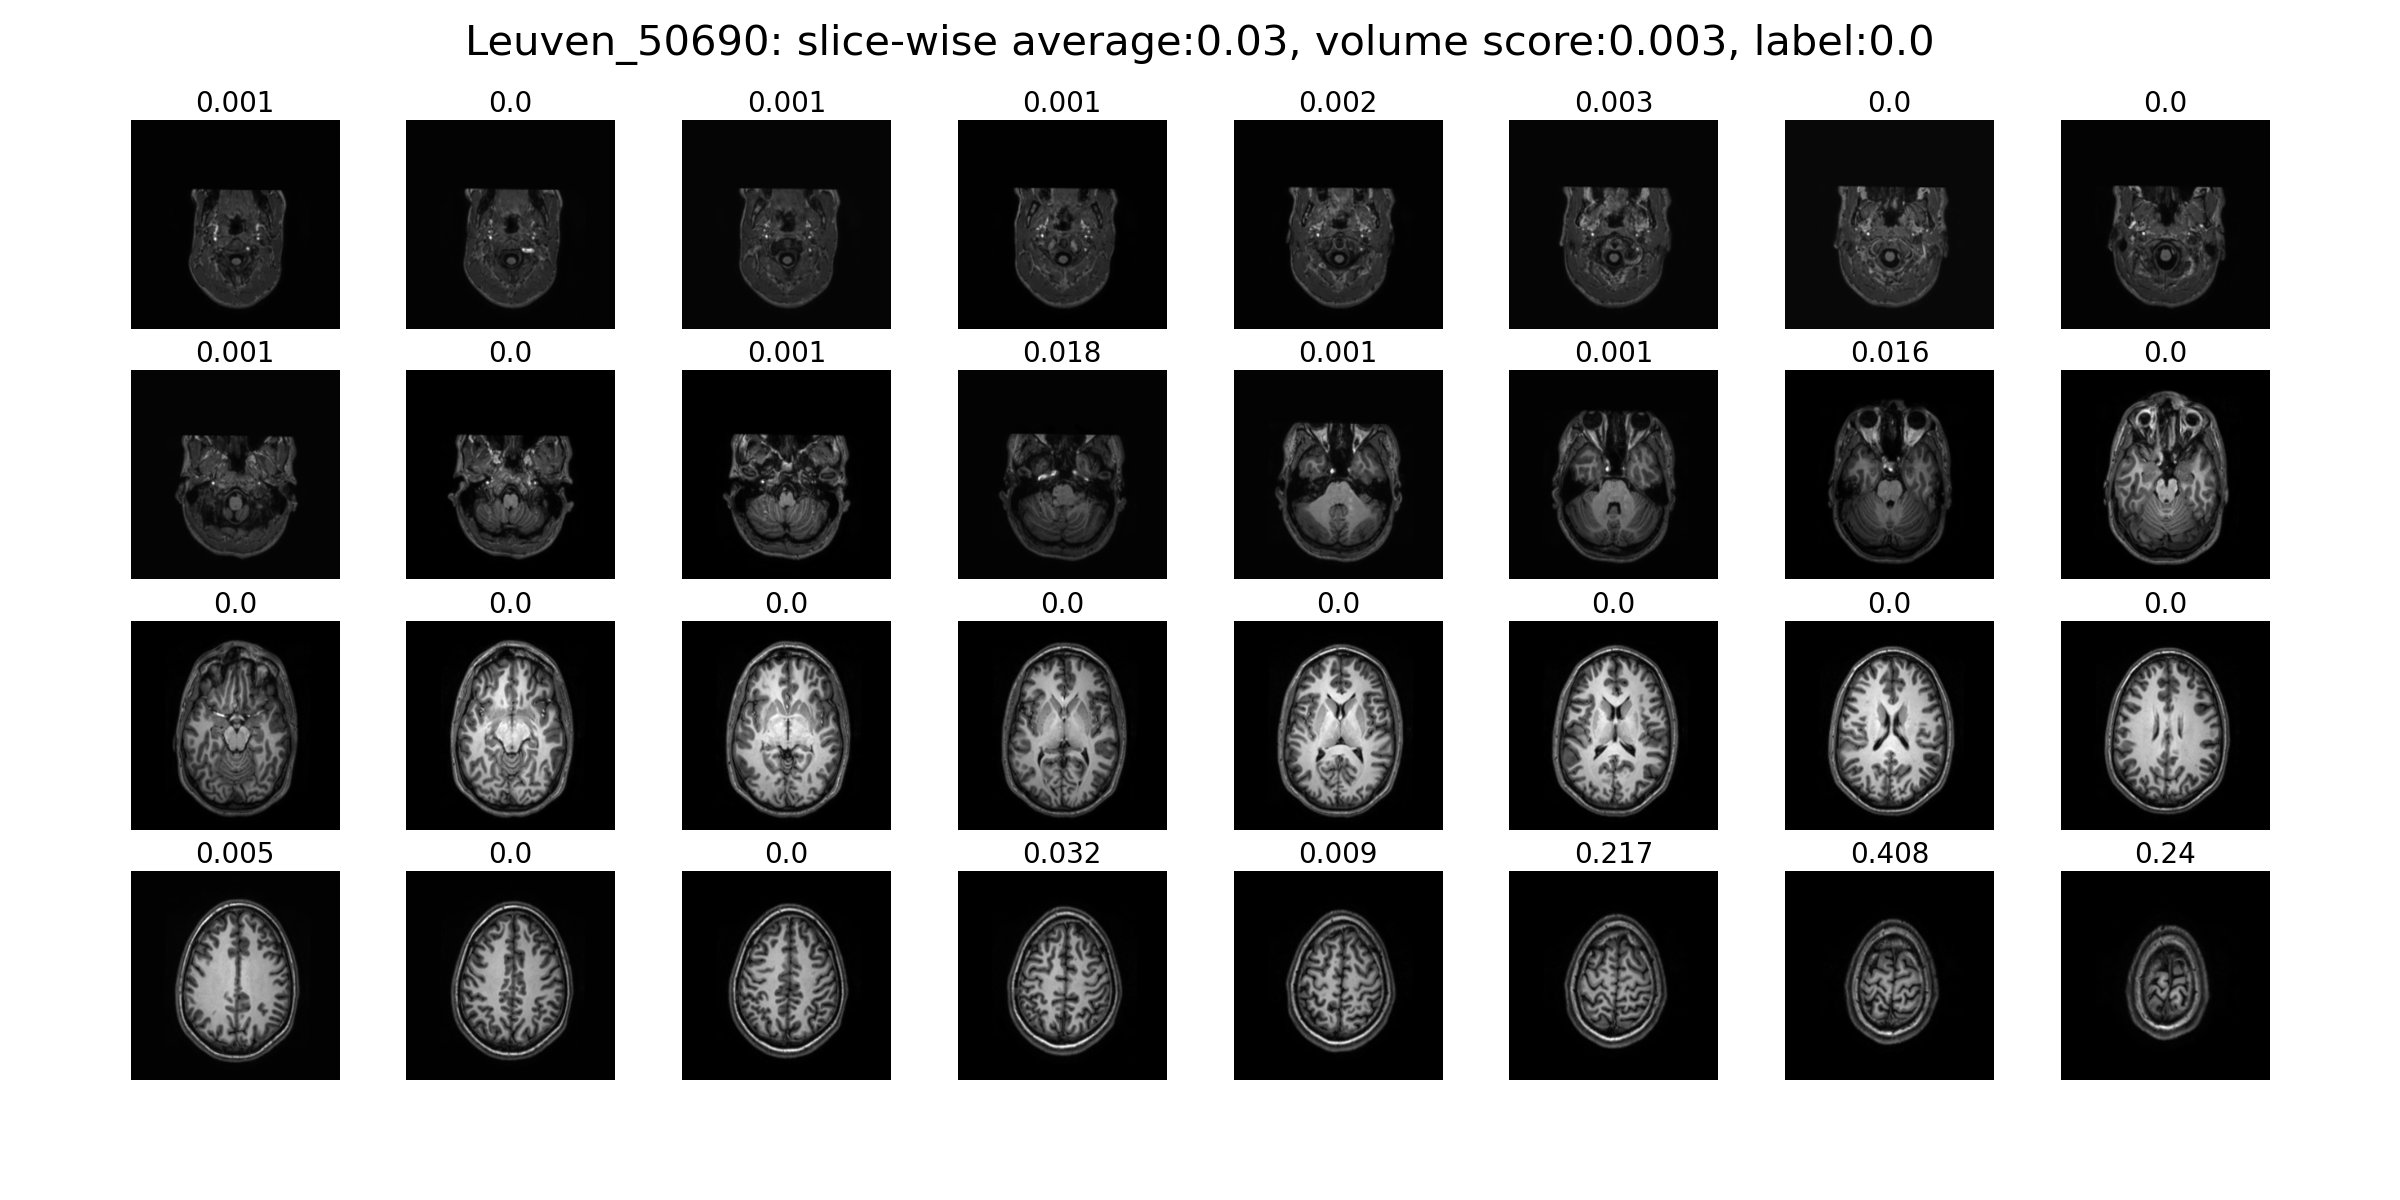 Leuven_50690: slice-wise average:0.03, volume score:0.003, label:0.0
0.001 0.0 0.001 0.001 0.002 0.003 0.0 0.0
0.001 0.0 0.001 0.018 0.001 0.001 0.016 0.0
0.0 0.0 0.0 0.0 0.0 0.0 0.0 0.0
0.005 0.0 0.0 0.032 0.009 0.217 0.408 0.24